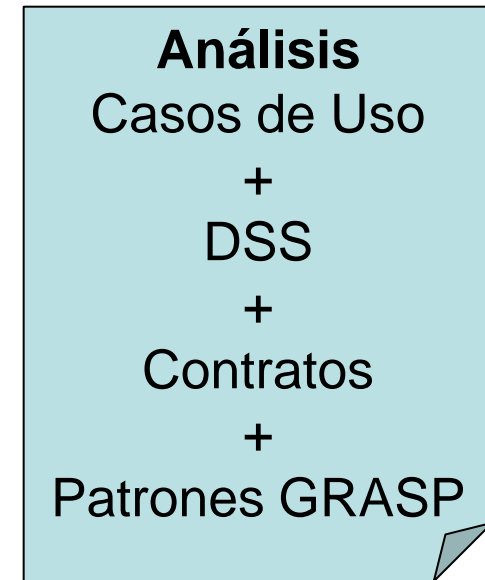 Análisis
Casos de Uso
+
DSS
+
Contratos
+
Patrones GRASP